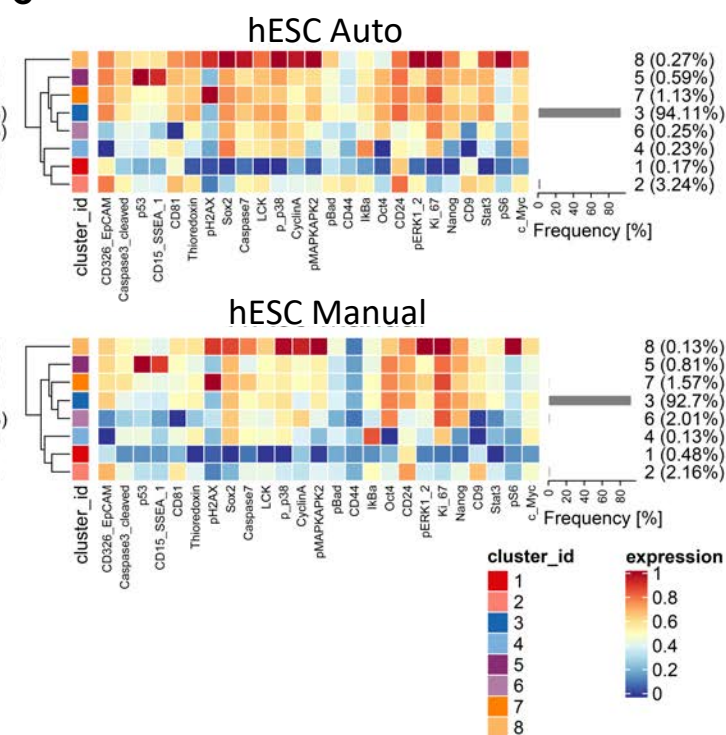 hESC Auto
8 (0.27%)
5 (0.59%)
7 (1.13%)
3 (94.11%)
6 (0.25%)
4 (0.23%)
1 (0.17%)
2 (3.24%)
0 20 40 60 80
Frequency [%]
cluster_id
CD326_EpCAM
Caspase3_cleaved
p53
CD15_SSEA_1
CD81
Thioredoxin
pH2AX
Sox2
Caspase7
LCK
p_p38
CyclinA
pMAPKAPK2
pBad
CD44
IkBa
Oct4
CD24
pERK1_2
Ki_67
Nanog
CD9
Stat3
pS6
c_Myc
hESC Manual
8 (0.13%)
5 (0.81%)
7 (1.57%)
3 (92.7%)
6 (2.01%)
4 (0.13%)
1 (0.48%)
2 (2.16%)
0 20 40 60 80
Frequency [%]
cluster_id
CD326_EpCAM
Caspase3_cleaved
p53
CD15_SSEA_1
CD81
Thioredoxin
pH2AX
Sox2
Caspase7
LCK
p_p38
CyclinA
pMAPKAPK2
pBad
CD44
IkBa
Oct4
CD24
pERK1_2
Ki_67
Nanog
CD9
Stat3
pS6
c_Myc
cluster_id
1
2
3
4
5
6
7
8
expression
1
0.8
0.6
0.4
0.2
0